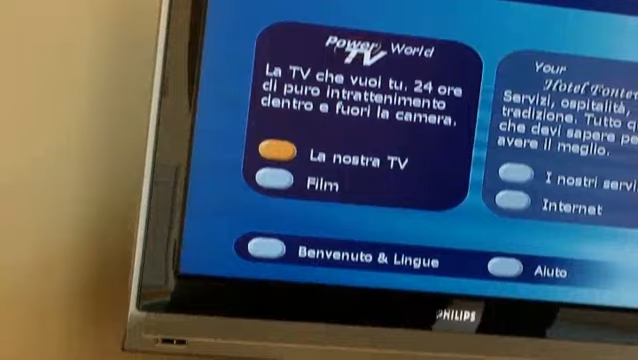 Power World
TV
La TV che vuoi tu. 24 ore
di puro intrattenimento
dentro e fuori la camera.
La nostra TV
Film
Your
Hotel
Servizi, ospitalità,
tradizione. Tutto
che devi sapere
avere il meglio.
I nostri
Internet
Benvenuto & Lingue
Aiuto
PHILIPS